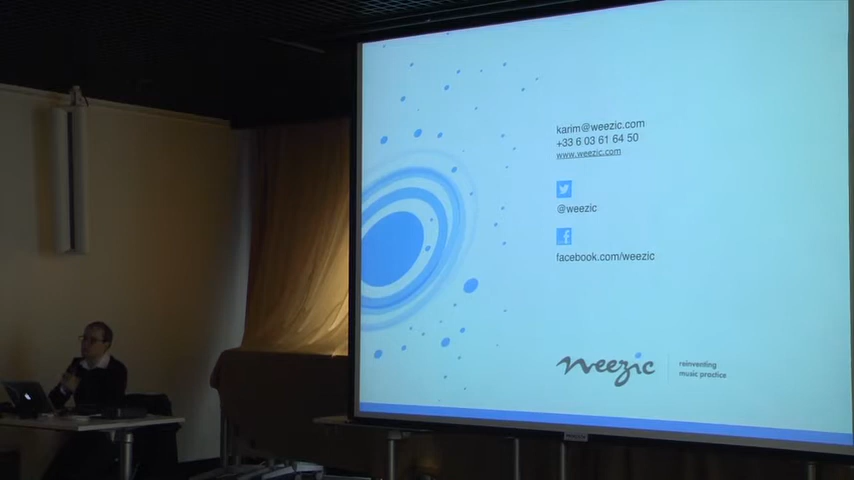 karim@weezic.com
+33 6 03 61 64 50
www.weezic.com
@weezic
facebook.com/weezic
weezic
reinventing
music practice